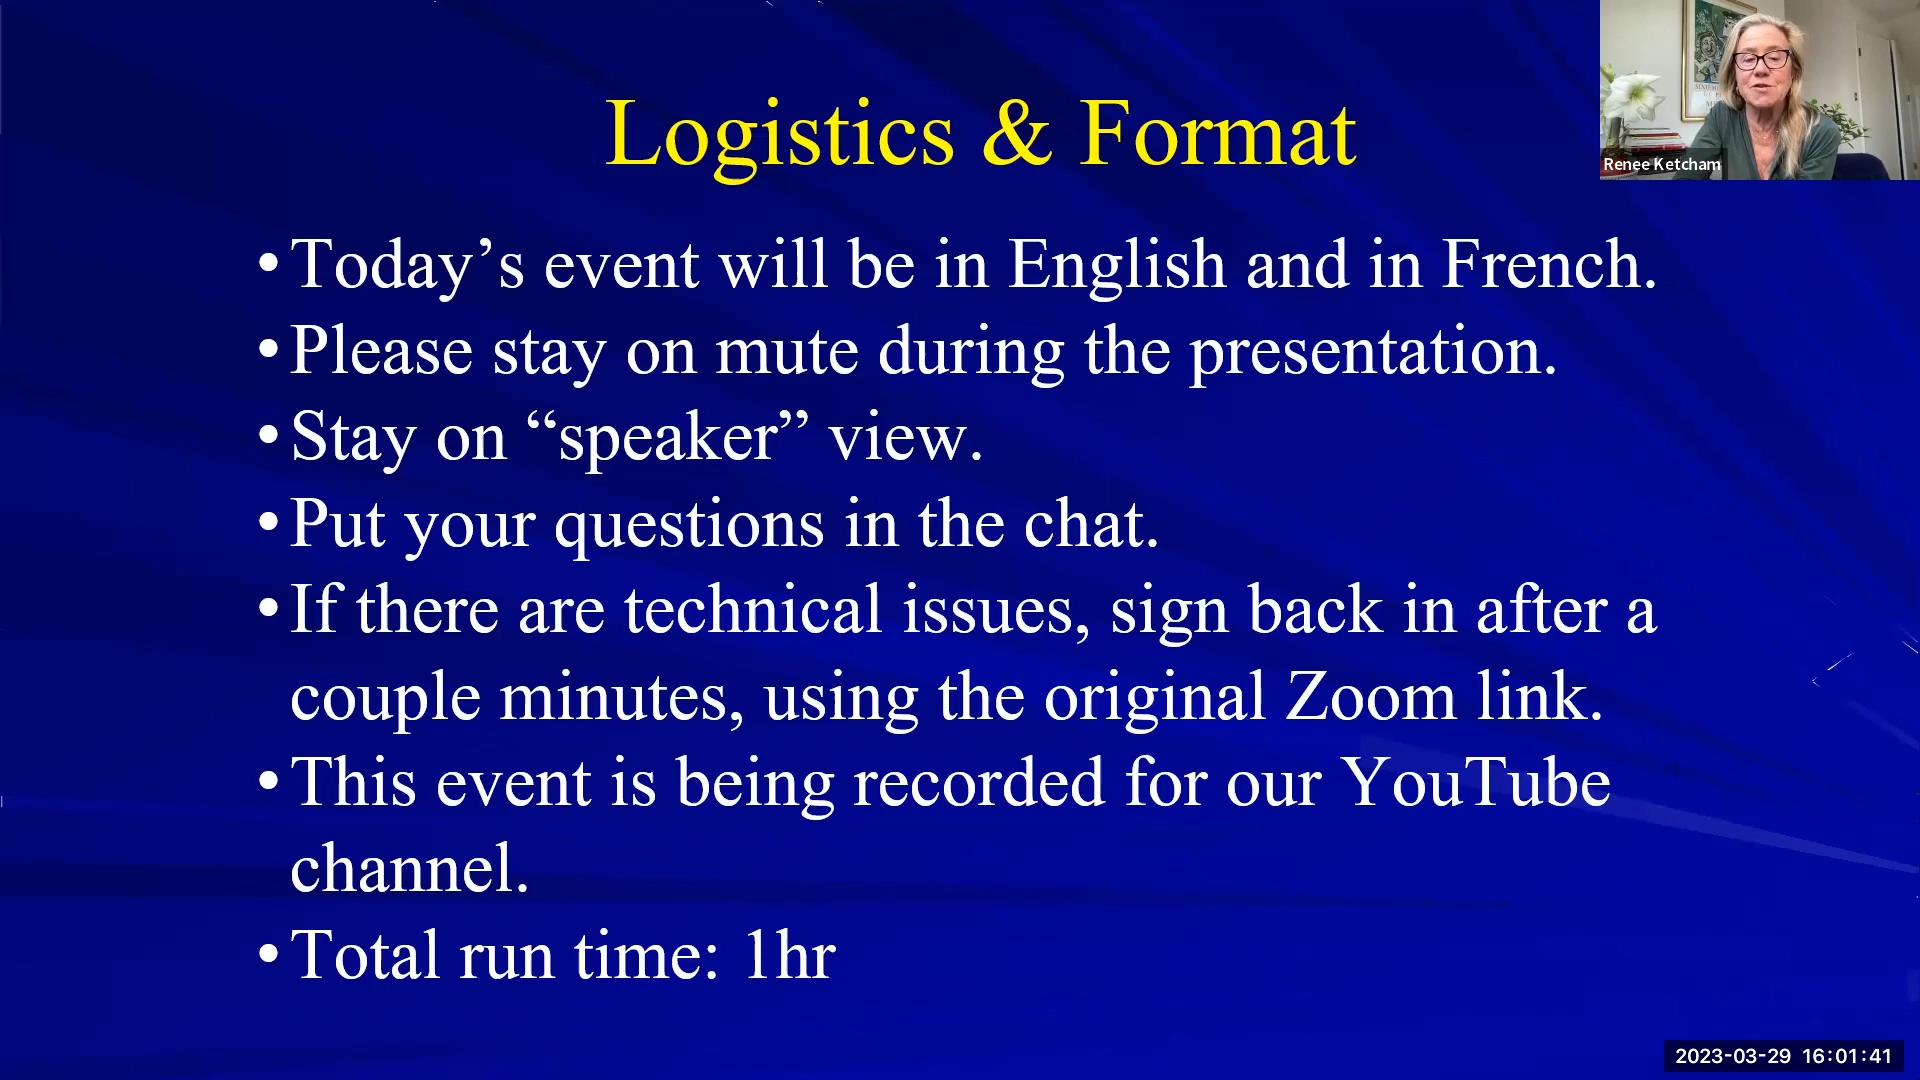 Logistics & Format
Renee Ketcham
• Today’s event will be in English and in French.
• Please stay on mute during the presentation.
• Stay on “speaker” view.
• Put your questions in the chat.
• If there are technical issues, sign back in after a
couple minutes, using the original Zoom link.
• This event is being recorded for our YouTube
channel.
• Total run time: 1hr
2023-03-29 16:01:41